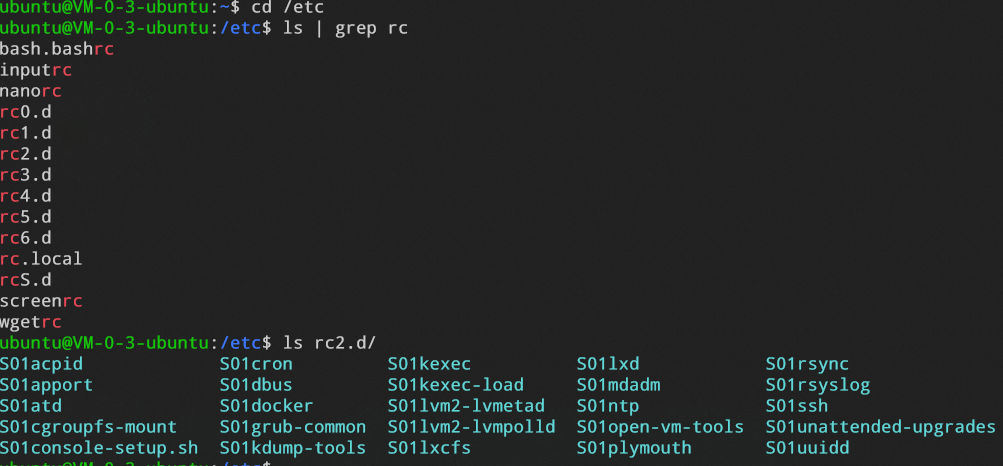 ubuntu@VM-0-3-ubuntu:~$ cd /etc
ubuntu@VM-0-3-ubuntu:/etc$ ls | grep rc
bash.bashrc
inputrc
nanorc
rc0.d
rc1.d
rc2.d
rc3.d
rc4.d
rc5.d
rc6.d
rc.local
rcS.d
screenrc
wgetrc
ubuntu@VM-0-3-ubuntu:/etc$ ls rc2.d/
S01acpid S01cron S01kexec S01lxd S01rsync
S01apport S01dbus S01kexec-load S01mdadm S01rsyslog
S01atd S01docker S01lvm2-lvmetad S01ntp S01ssh
S01cgroupfs-mount S01grub-common S01lvm2-lvmpolld S01open-vm-tools S01unattended-upgrades
S01console-setup.sh S01kdump-tools S01lxcfs S01plymouth S01uuidd
ubuntu@VM-0-3-ubuntu:/etc$